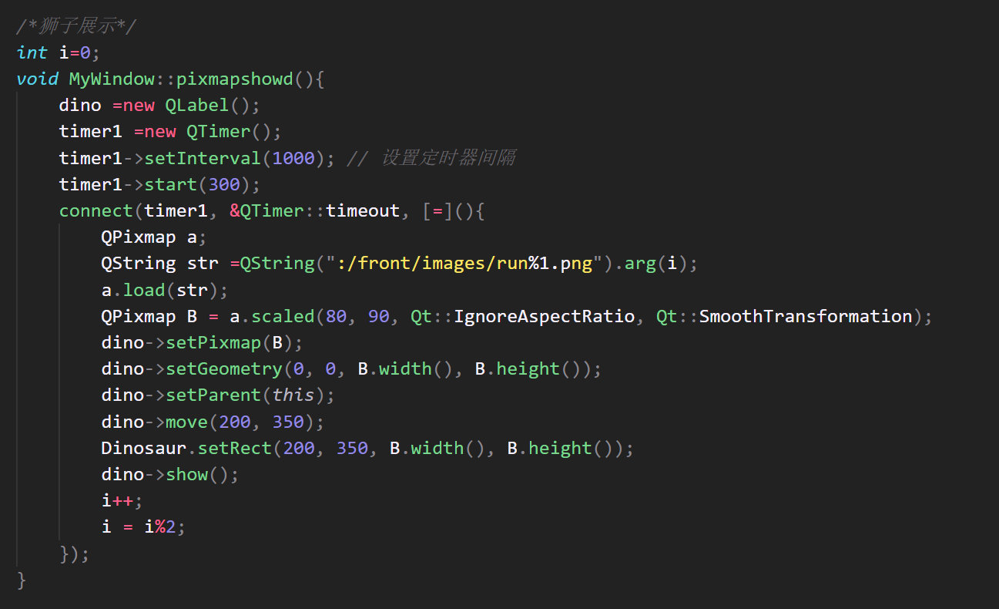 /*狮子展示*/
int i=0;
void MyWindow::pixmapshowd(){
    dino =new QLabel();
    timer1 =new QTimer();
    timer1->setInterval(1000); // 设置定时器间隔
    timer1->start(300);
    connect(timer1, &QTimer::timeout, [=](){
        QPixmap a;
        QString str =QString(":/front/images/run%1.png").arg(i);
        a.load(str);
        QPixmap B = a.scaled(80, 90, Qt::IgnoreAspectRatio, Qt::SmoothTransformation);
        dino->setPixmap(B);
        dino->setGeometry(0, 0, B.width(), B.height());
        dino->setParent(this);
        dino->move(200, 350);
        Dinosaur.setRect(200, 350, B.width(), B.height());
        dino->show();
        i++;
        i = i%2;
    });
}